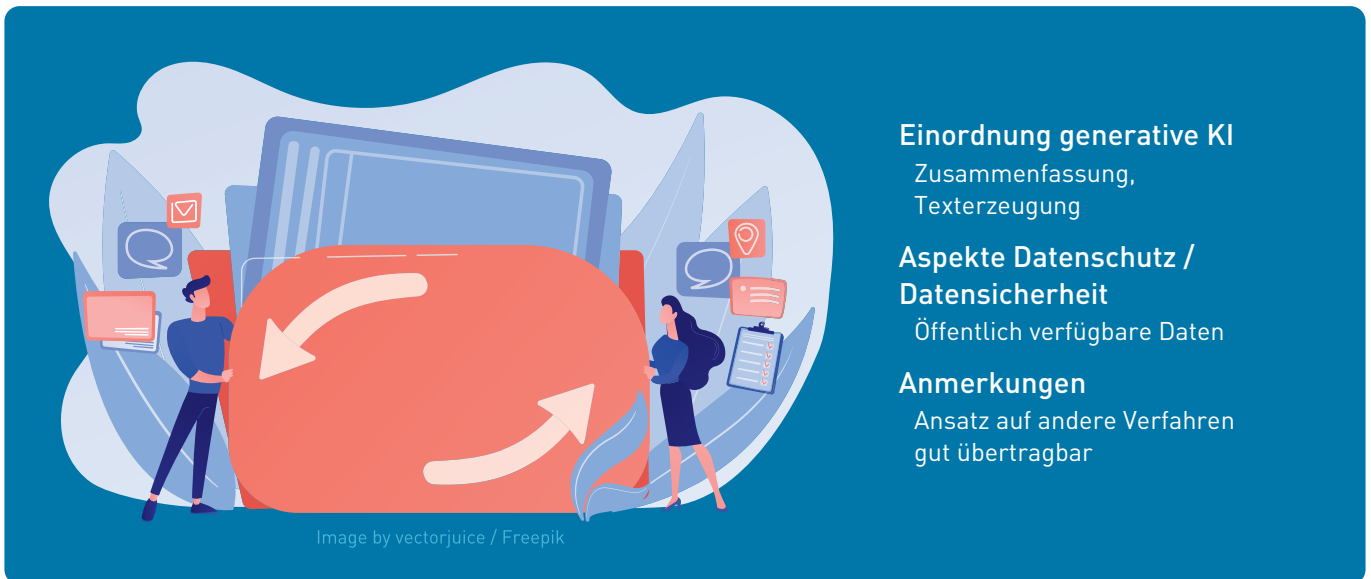 Einordnung generative KI
Zusammenfassung,
Texterzeugung
Aspekte Datenschutz /
Datensicherheit
Öffentlich verfügbare Daten
Anmerkungen
Ansatz auf andere Verfahren
gut übertragbar
Image by vectorjuice / Freepik